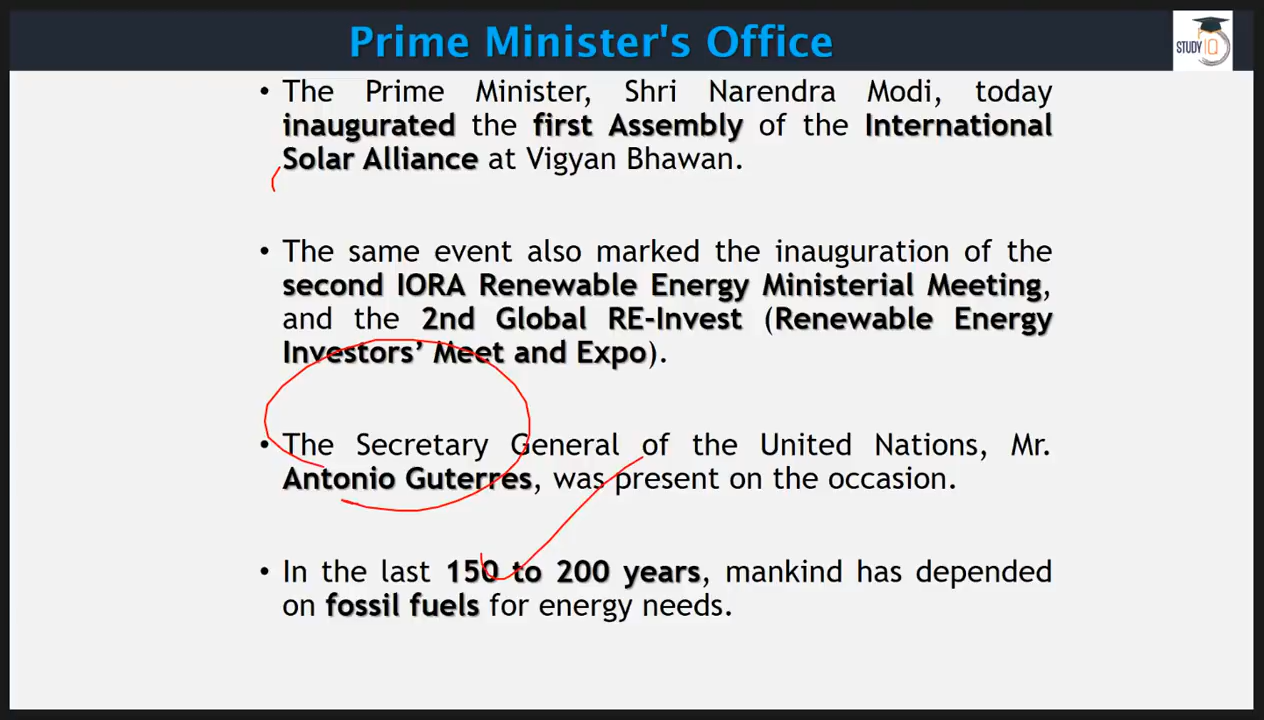 Prime Minister's Office
STUDY IQ
• The Prime Minister, Shri Narendra Modi, today
inaugurated the first Assembly of the International
Solar Alliance at Vigyan Bhawan.
• The same event also marked the inauguration of the
second IORA Renewable Energy Ministerial Meeting,
and the 2nd Global RE-Invest (Renewable Energy
Investors’ Meet and Expo).
• The Secretary General of the United Nations, Mr.
Antonio Guterres, was present on the occasion.
• In the last 150 to 200 years, mankind has depended
on fossil fuels for energy needs.